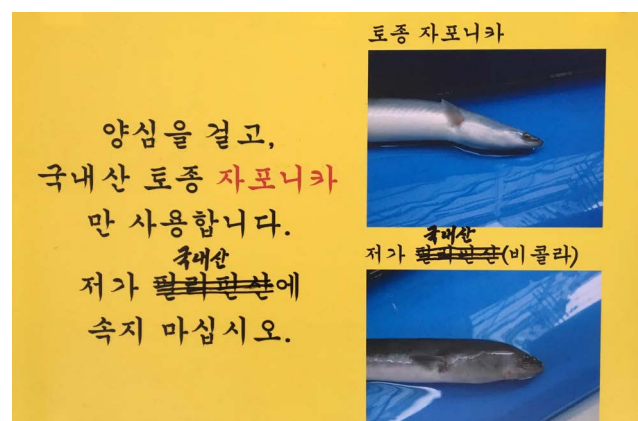 양심을 걸고,
국내산 토종 자포니카
만 사용합니다.
국내산
저가 필리핀산에
속지 마십시오.
토종 자포니카
국내산
저가 필리핀산(비콜라)